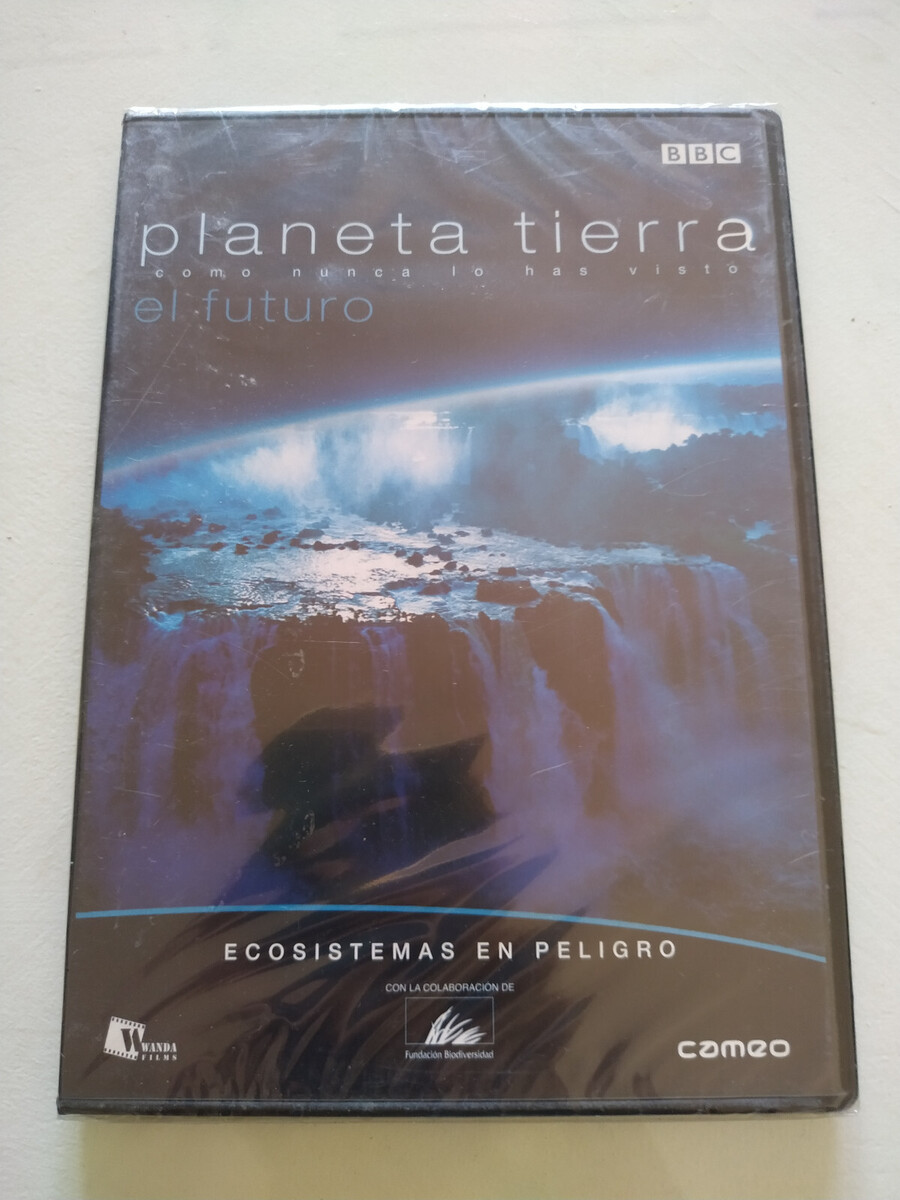 BBC
planeta tierra
como nunca lo has visto
el futuro
ECOSISTEMAS EN PELIGRO
CON LA COLABORACIÓN DE
Fundación Biodiversidad
WANDA
FILMS
cameo